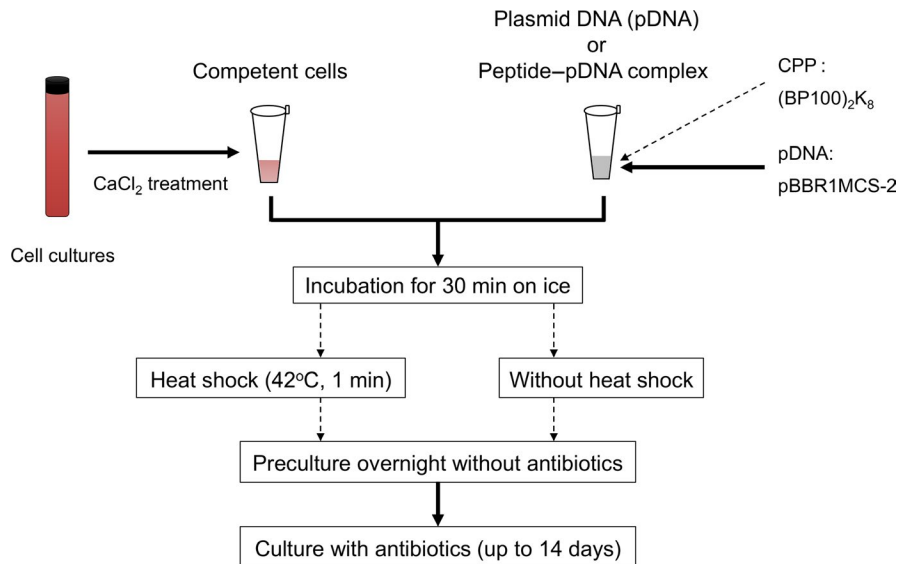 Plasmid DNA (pDNA)
or
Peptide–pDNA complex
Competent cells
CPP :
(BP100)₂K₈
pDNA:
pBBR1MCS-2
CaCl₂ treatment
Cell cultures
Incubation for 30 min on ice
Heat shock (42°C, 1 min)
Without heat shock
Preculture overnight without antibiotics
Culture with antibiotics (up to 14 days)